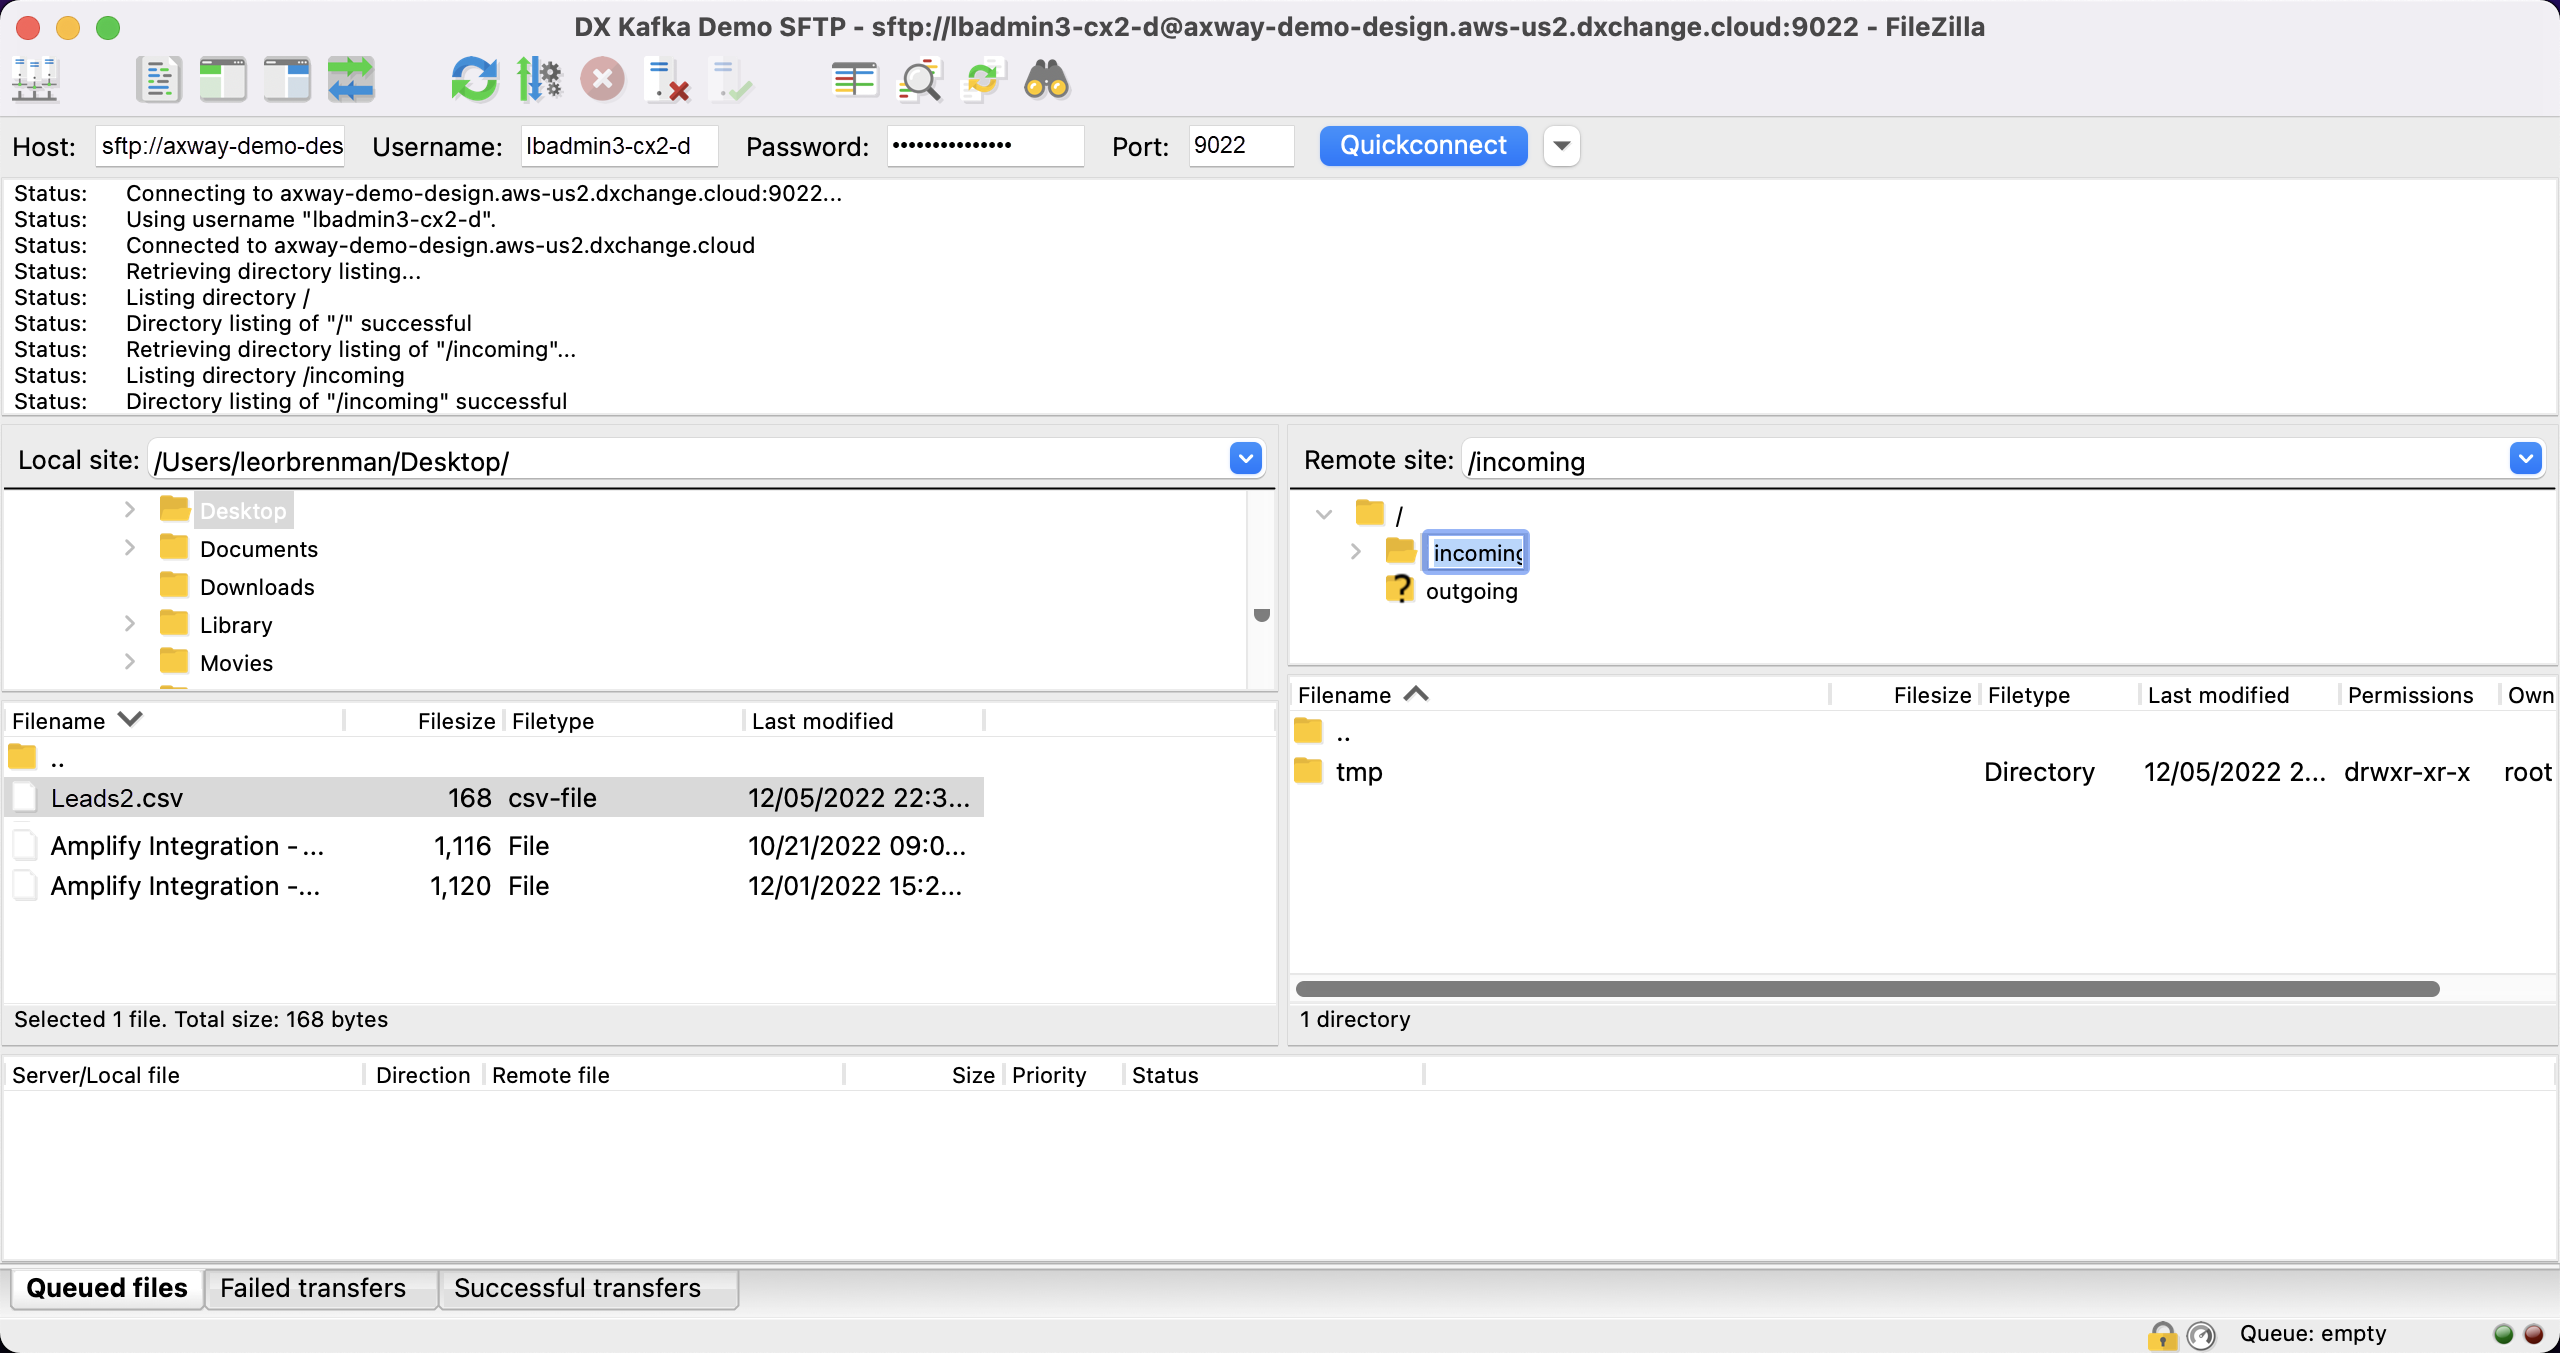 DX Kafka Demo SFTP - sftp://lbadmin3-cx2-d@axway-demo-design.aws-us2.dxchange.cloud:9022 - FileZilla
Host: sftp://axway-demo-des Username: lbadmin3-cx2-d Password: ••••••••••••••• Port: 9022 Quickconnect
Status: Connecting to axway-demo-design.aws-us2.dxchange.cloud:9022...
Status: Using username "lbadmin3-cx2-d".
Status: Connected to axway-demo-design.aws-us2.dxchange.cloud
Status: Retrieving directory listing...
Status: Listing directory /
Status: Directory listing of "/" successful
Status: Retrieving directory listing of "/incoming"...
Status: Listing directory /incoming
Status: Directory listing of "/incoming" successful
Local site: /Users/leorbrenman/Desktop/
Desktop
Documents
Downloads
Library
Movies
Filename Filesize Filetype Last modified
..
Leads2.csv 168 csv-file 12/05/2022 22:3...
Amplify Integration - ... 1,116 File 10/21/2022 09:0...
Amplify Integration -... 1,120 File 12/01/2022 15:2...
Selected 1 file. Total size: 168 bytes
Remote site: /incoming
/
incoming
outgoing
Filename Filesize Filetype Last modified Permissions Own
..
tmp Directory 12/05/2022 2... drwxr-xr-x root
1 directory
Server/Local file Direction Remote file Size Priority Status
Queued files Failed transfers Successful transfers
Queue: empty